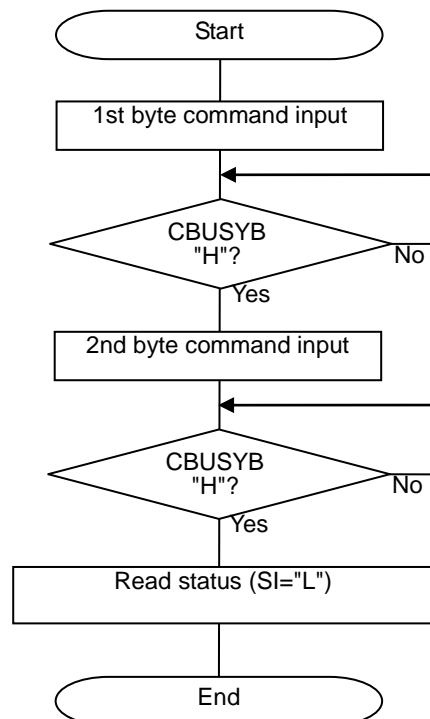 Start
1st byte command input
CBUSYB
"H"?
No
Yes
2nd byte command input
CBUSYB
"H"?
No
Yes
Read status (SI="L")
End